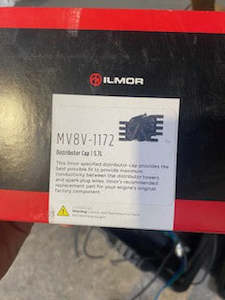 ILMOR
MV8V-1172
Distributor Cap | 5.7L
This Ilmor specified distributor cap provides the
best possible fit to provide maximum
conductivity between the distributor towers
and spark plug wires. Ilmor's recommended
replacement part for your engine's original
factory component.
WARNING